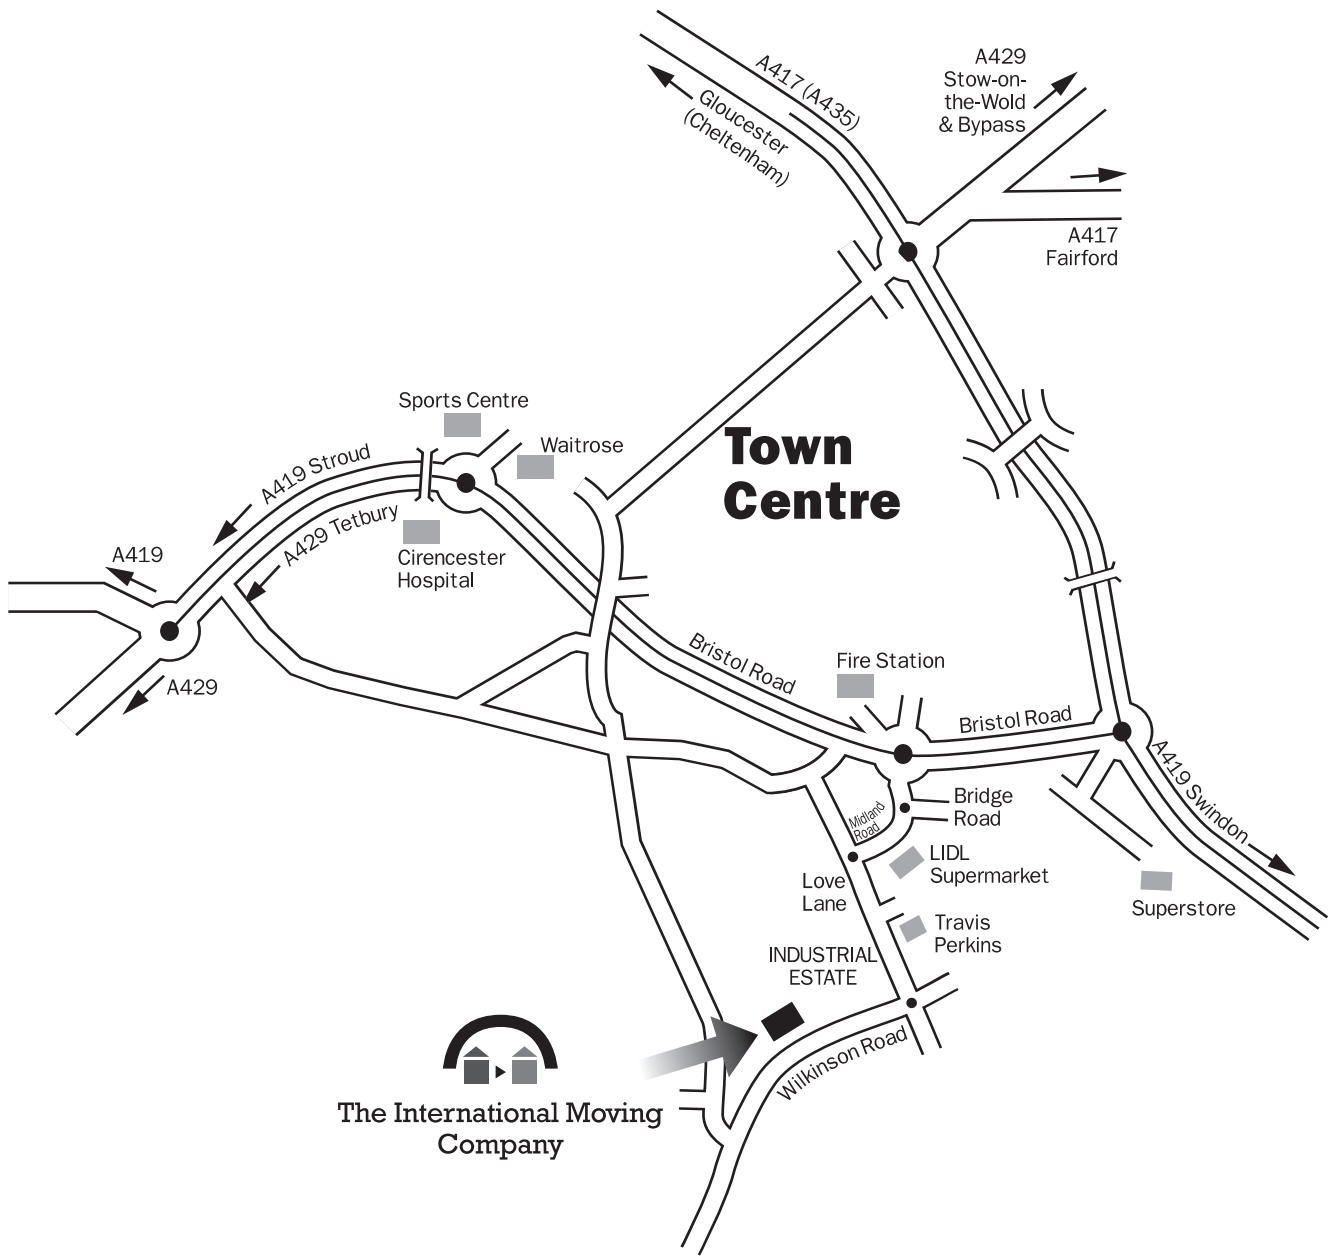 A417 (A435)
Gloucester
(Cheltenham)
A429
Stow-on-
the-Wold
& Bypass
A417
Fairford
Sports Centre
Waitrose
Town
Centre
A419 Stroud
A429 Tetbury
Cirencester
Hospital
A419
A429
Bristol Road
Fire Station
Bristol Road
A419 Swindon
Bridge
Road
Midland
Road
LIDL
Supermarket
Love
Lane
Superstore
Travis
Perkins
INDUSTRIAL
ESTATE
Wilkinson Road
The International Moving
Company